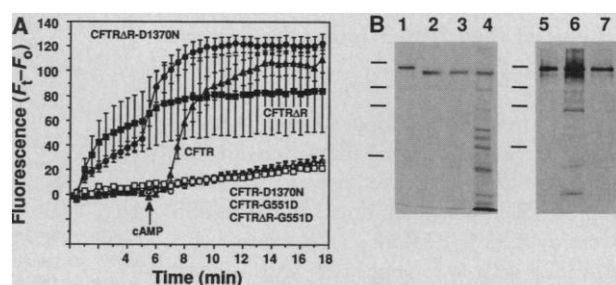 A
Fluorescence (Ft–Fo)
140
120
100
80
60
40
20
0
CFTRΔR-D1370N
CFTRΔR
CFTR
CFTR-D1370N
CFTR-G551D
CFTRΔR-G551D
cAMP
2 4 6 8 10 12 14 16 18
Time (min)
B
1 2 3 4 5 6 7